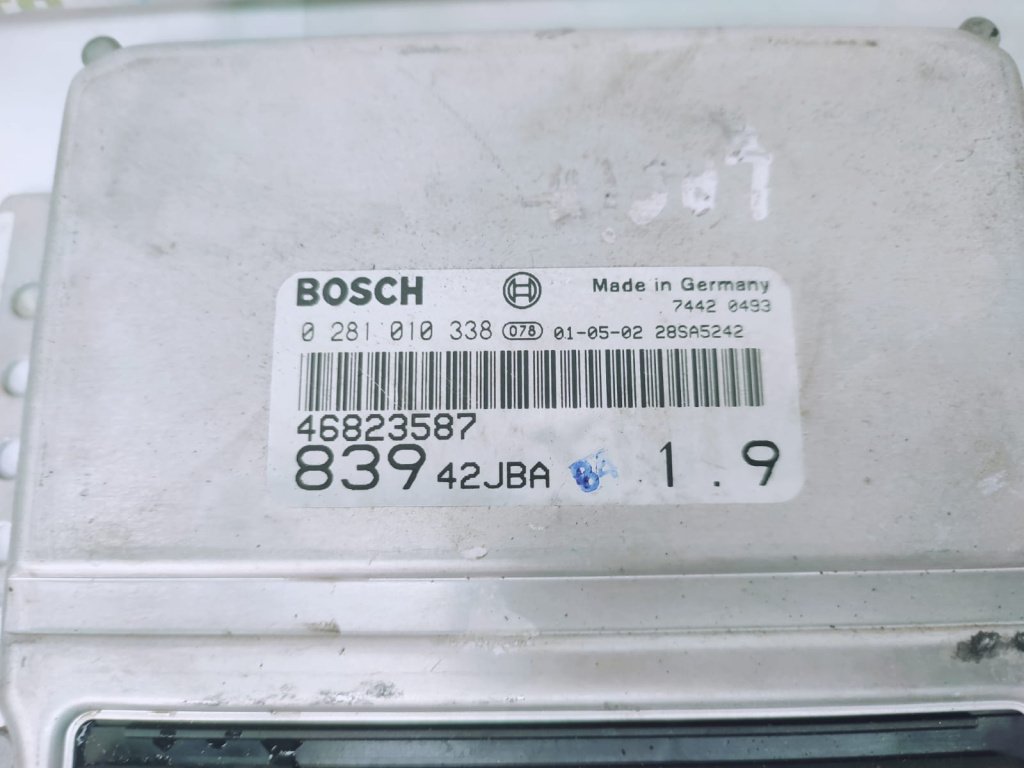 BOSCH Made in Germany
7442 0493
0 281 010 338 078 01-05-02 28SA5242
46823587
839 42JBA 1.9